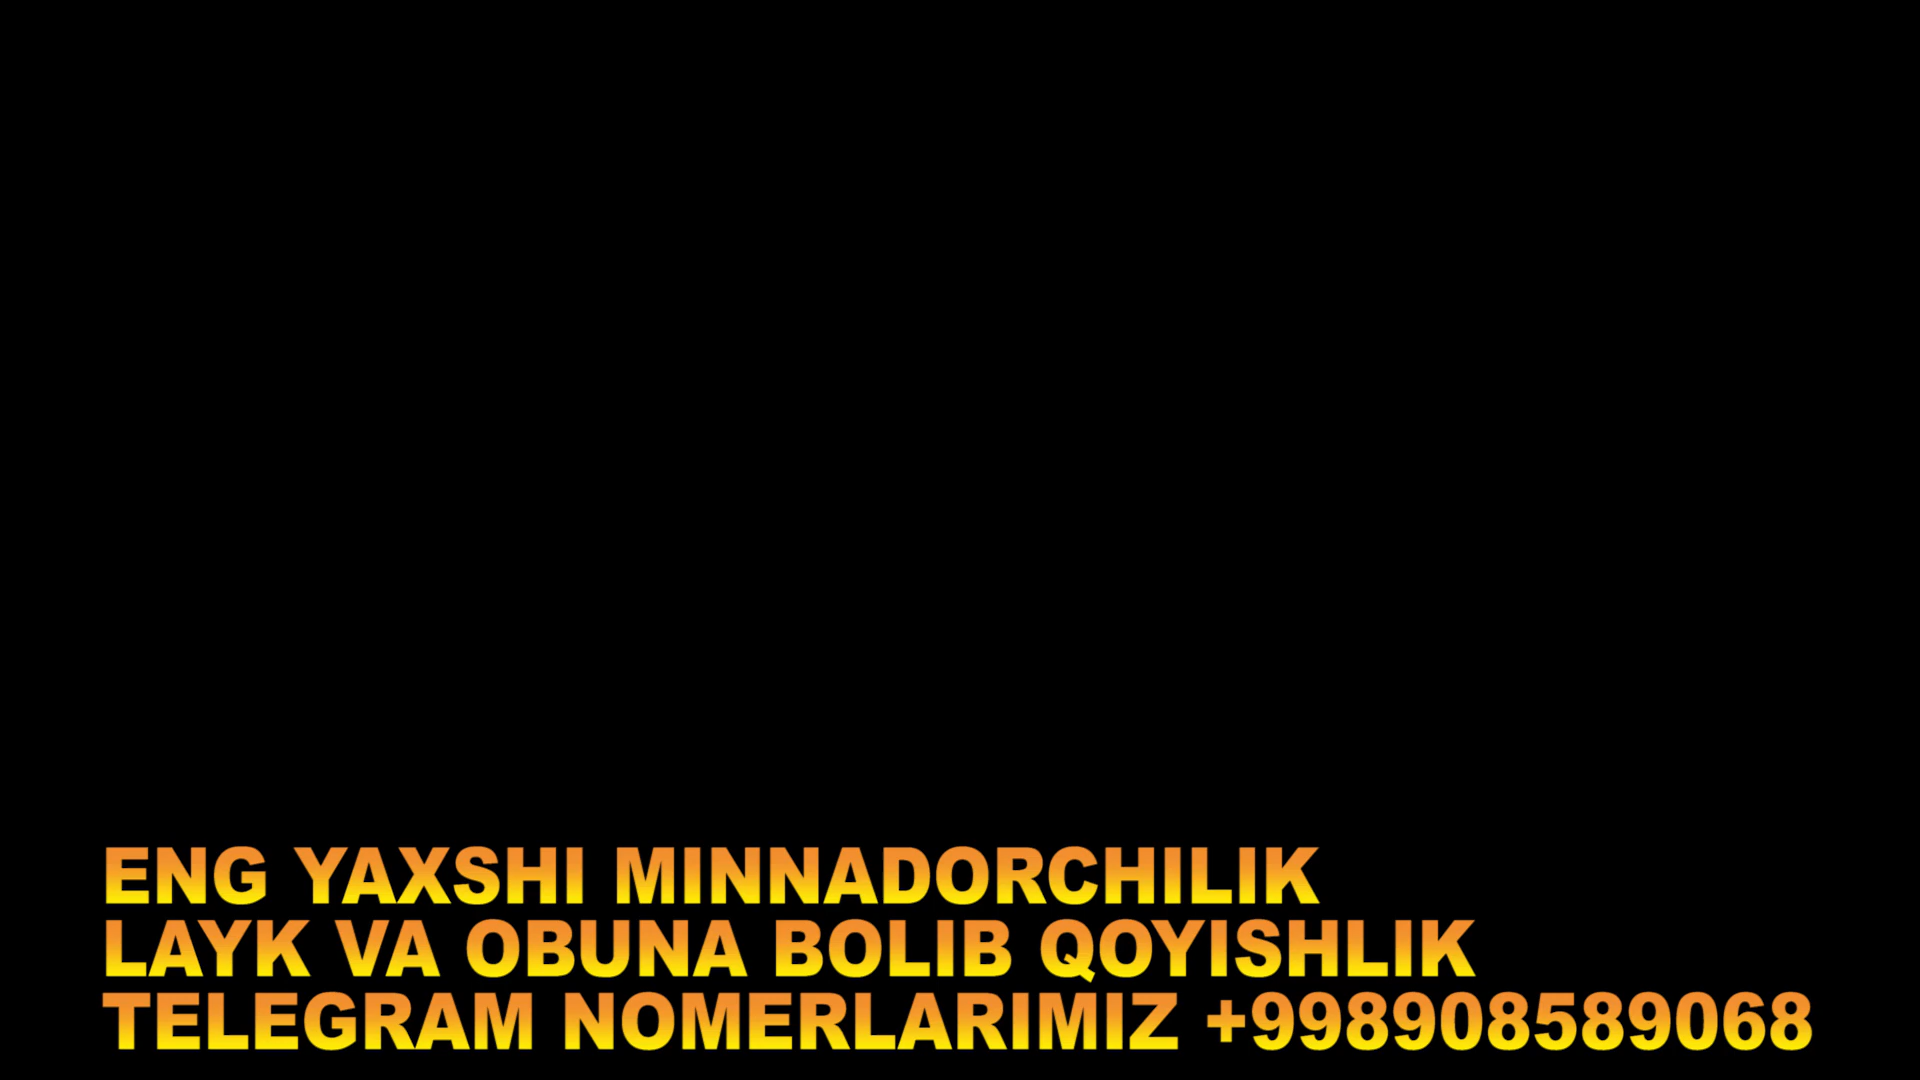 ENG YAXSHI MINNADORCHILIK
LAYK VA OBUNA BOLIB QOYISHLIK
TELEGRAM NOMERLARIMIZ +998908589068